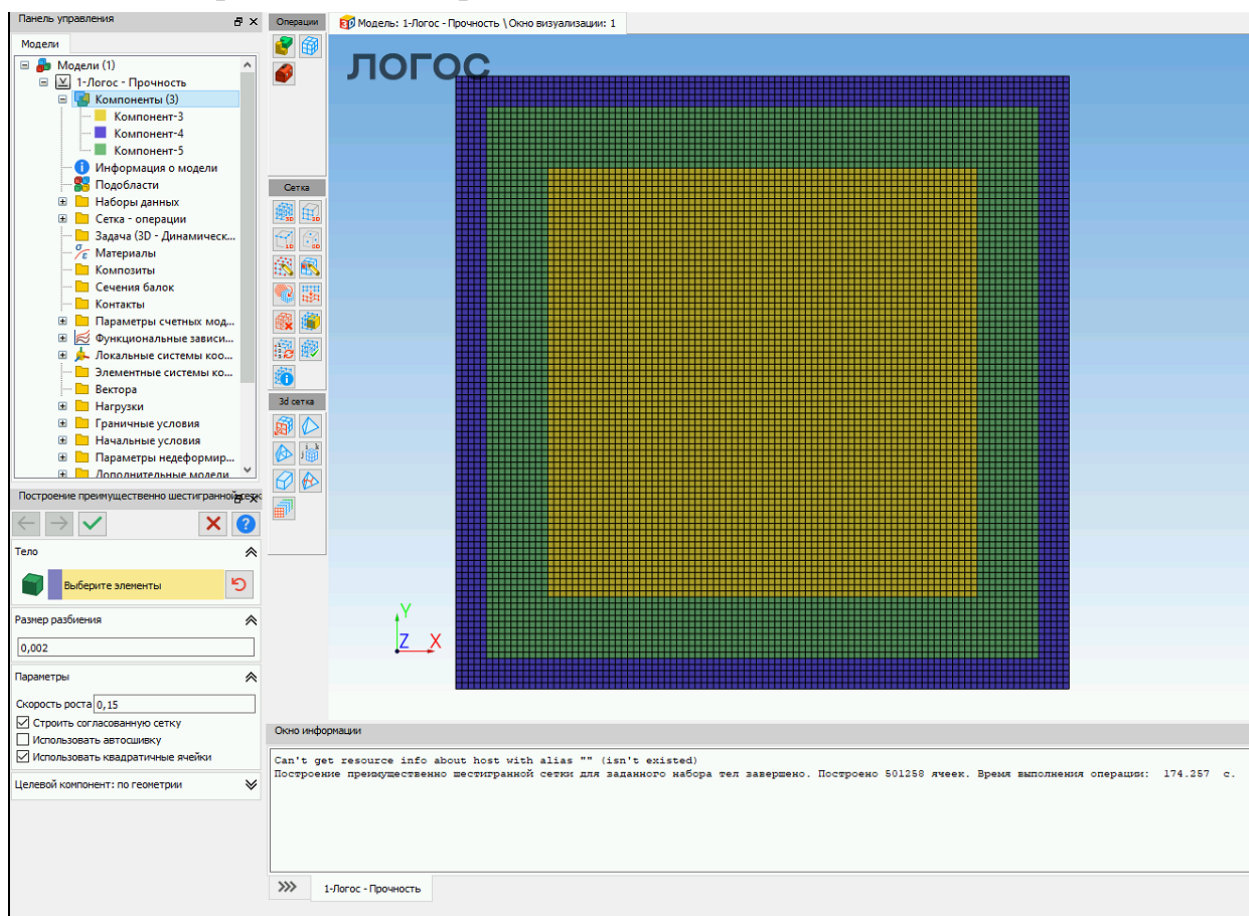 Панель управления
Операции
Модель: 1-Логос - Прочность \ Окно визуализации: 1
Модели
Модели (1)
1-Логос - Прочность
Компоненты (3)
Компонент-3
Компонент-4
Компонент-5
Информация о модели
Подобласти
Наборы данных
Сетка - операции
Задача (3D - Динамическ...
Материалы
Композиты
Сечения балок
Контакты
Параметры счетных мод...
Функциональные зависи...
Локальные системы коо...
Элементные системы ко...
Вектора
Нагрузки
Граничные условия
Начальные условия
Параметры недеформир...
Дополнительные модели
Сетка
3d сетка
ЛОГОС
Y
Z X
Построение преимущественно шестигранной сетк
Тело
Выберите элементы
Размер разбиения
0,002
Параметры
Скорость роста 0,15
Строить согласованную сетку
Использовать автосшивку
Использовать квадратичные ячейки
Целевой компонент: по геометрии
Окно информации
Can't get resource info about host with alias "" (isn't existed)
Построение преимущественно шестигранной сетки для заданного набора тел завершено. Построено 501258 ячеек. Время выполнения операции: 174.257 с.
1-Логос - Прочность